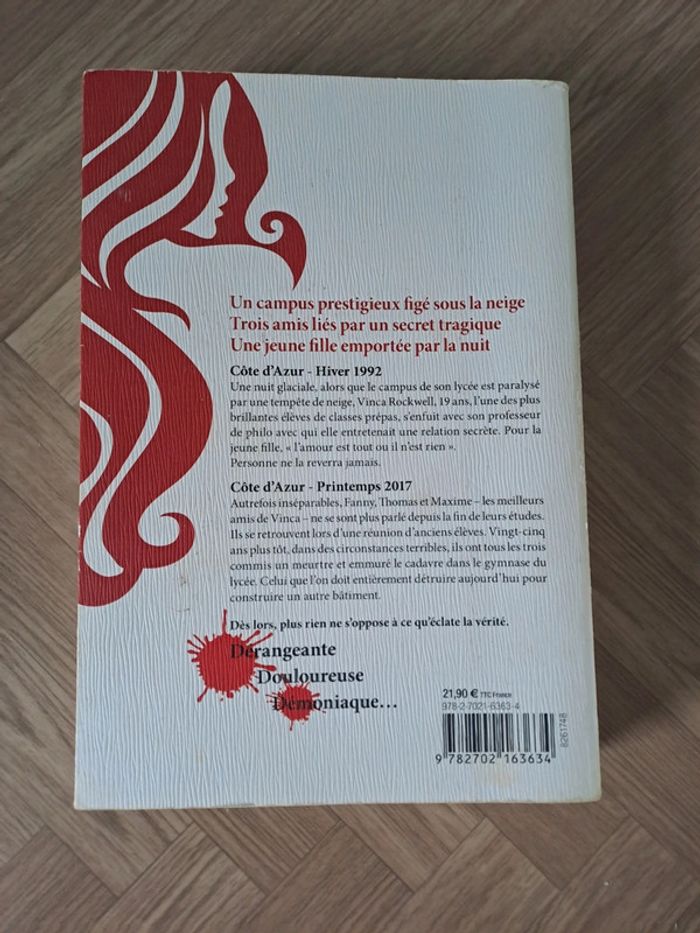 Un campus prestigieux figé sous la neige
Trois amis liés par un secret tragique
Une jeune fille emportée par la nuit
Côte d'Azur - Hiver 1992
Une nuit glaciale, alors que le campus de son lycée est paralysé
par une tempête de neige, Vinca Rockwell, 19 ans, l'une des plus
brillantes élèves de classes prépas, s'enfuit avec son professeur
de philo avec qui elle entretenait une relation secrète. Pour la
jeune fille, « l'amour est tout ou il n'est rien ».
Personne ne la reverra jamais.
Côte d'Azur - Printemps 2017
Autrefois inséparables, Fanny, Thomas et Maxime – les meilleurs
amis de Vinca – ne se sont plus parlé depuis la fin de leurs études.
Ils se retrouvent lors d'une réunion d'anciens élèves. Vingt-cinq
ans plus tôt, dans des circonstances terribles, ils ont tous les trois
commis un meurtre et emmuré le cadavre dans le gymnase du
lycée. Celui que l'on doit entièrement détruire aujourd'hui pour
construire un autre bâtiment.
Dès lors, plus rien ne s'oppose à ce qu'éclate la vérité.
Dérangeante
Douloureuse
Démoniaque…
21,90 € TTC France
978-2-7021-6363-4
8261748
9 782702 163634